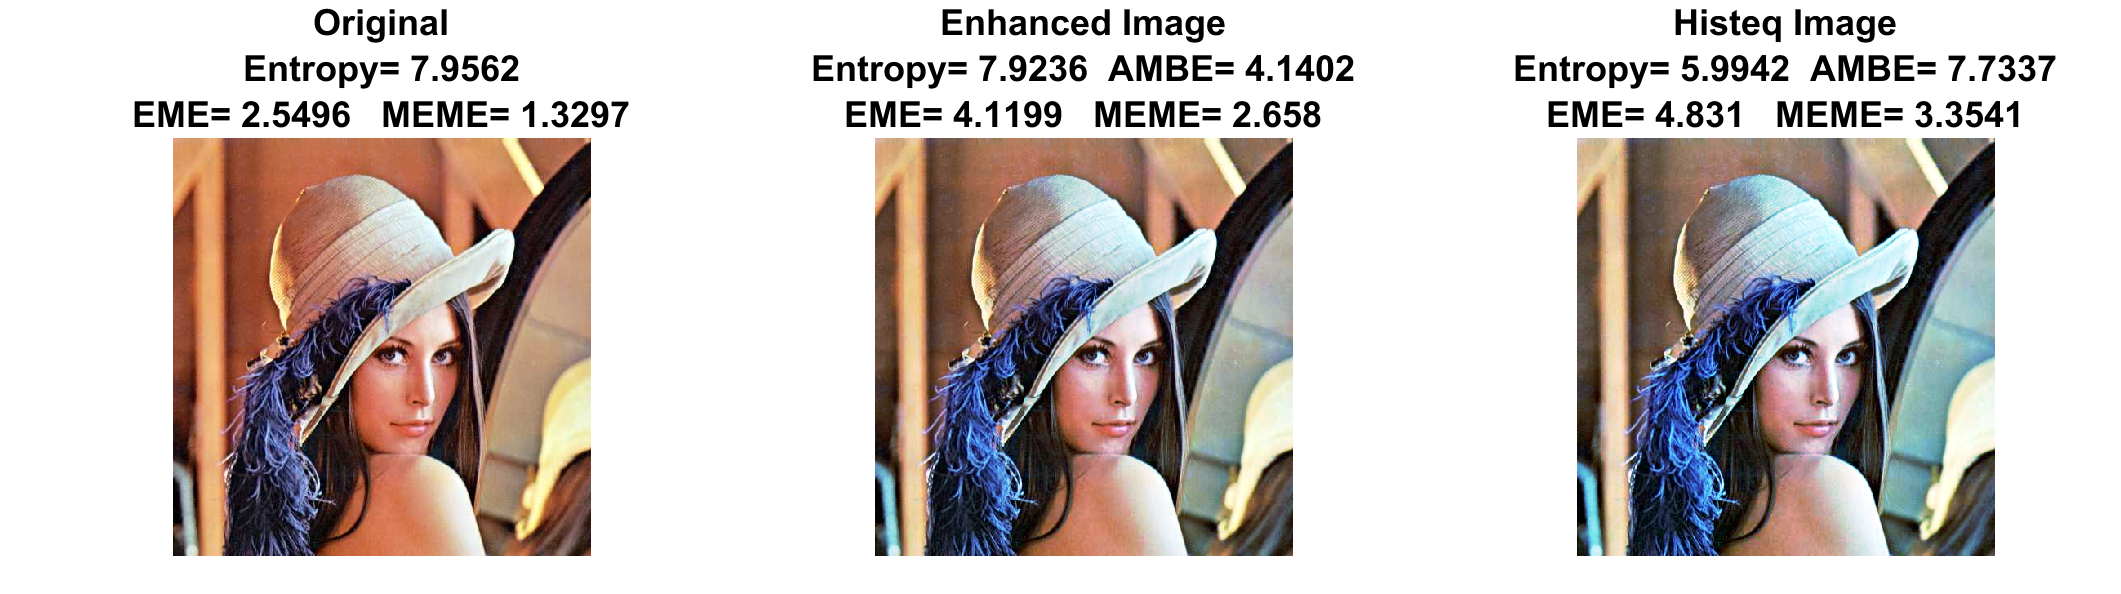 Original
Entropy= 7.9562
EME= 2.5496 MEME= 1.3297
Enhanced Image
Entropy= 7.9236 AMBE= 4.1402
EME= 4.1199 MEME= 2.658
Histeq Image
Entropy= 5.9942 AMBE= 7.7337
EME= 4.831 MEME= 3.3541